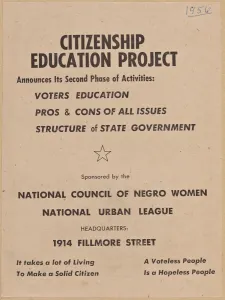 1954
CITIZENSHIP
EDUCATION PROJECT
Announces Its Second Phase of Activities:
VOTERS EDUCATION
PROS & CONS OF ALL ISSUES
STRUCTURE of STATE GOVERNMENT
Sponsored by the
NATIONAL COUNCIL OF NEGRO WOMEN
NATIONAL URBAN LEAGUE
HEADQUARTERS:
1914 FILLMORE STREET
It takes a lot of Living
To Make a Solid Citizen
A Voteless People
Is a Hopeless People